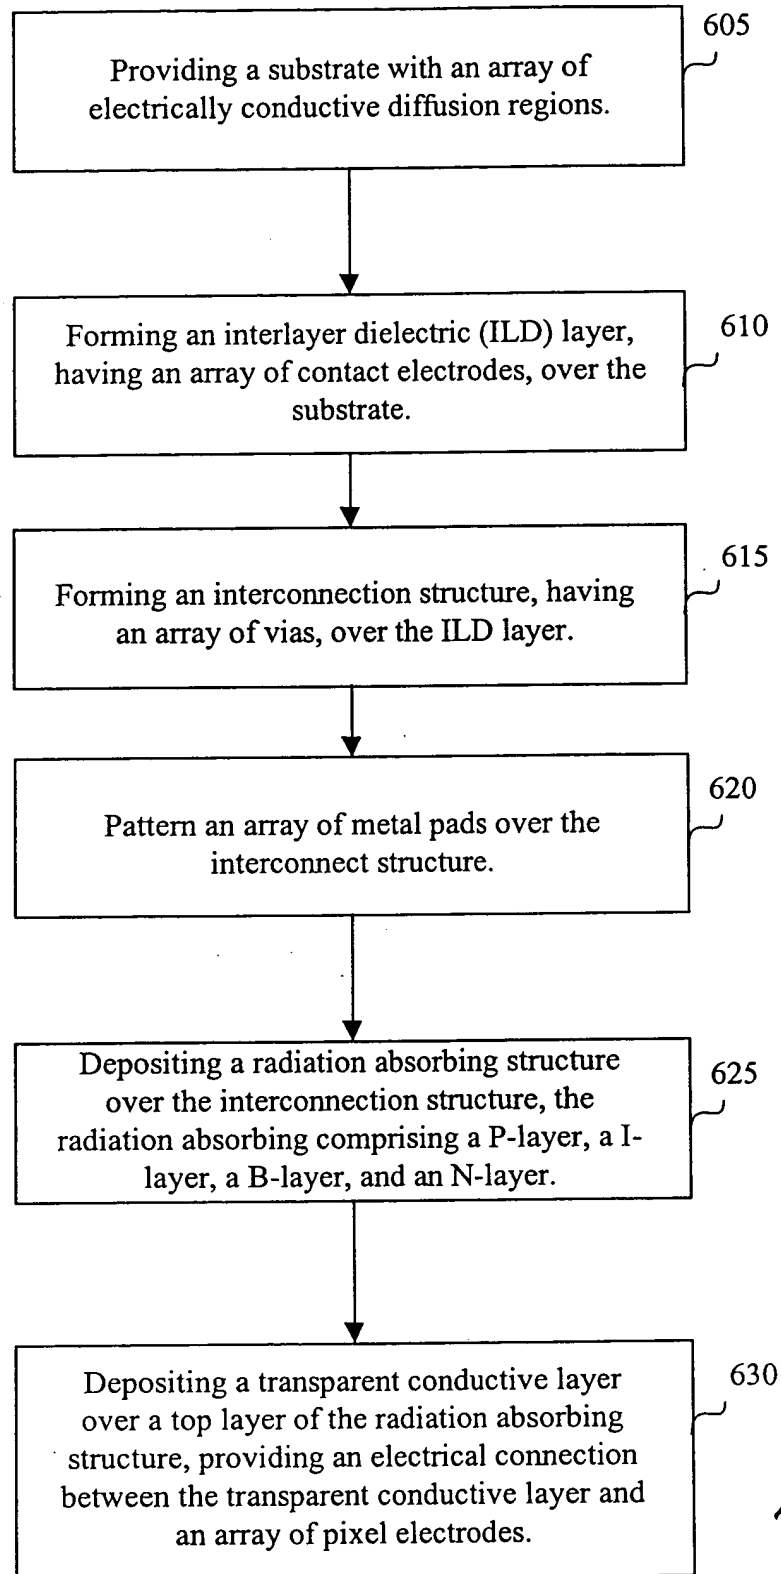 605
Providing a substrate with an array of
electrically conductive diffusion regions.
610
Forming an interlayer dielectric (ILD) layer,
having an array of contact electrodes, over the
substrate.
615
Forming an interconnection structure, having
an array of vias, over the ILD layer.
620
Pattern an array of metal pads over the
interconnect structure.
625
Depositing a radiation absorbing structure
over the interconnection structure, the
radiation absorbing comprising a P-layer, a I-
layer, a B-layer, and an N-layer.
630
Depositing a transparent conductive layer
over a top layer of the radiation absorbing
structure, providing an electrical connection
between the transparent conductive layer and
an array of pixel electrodes.